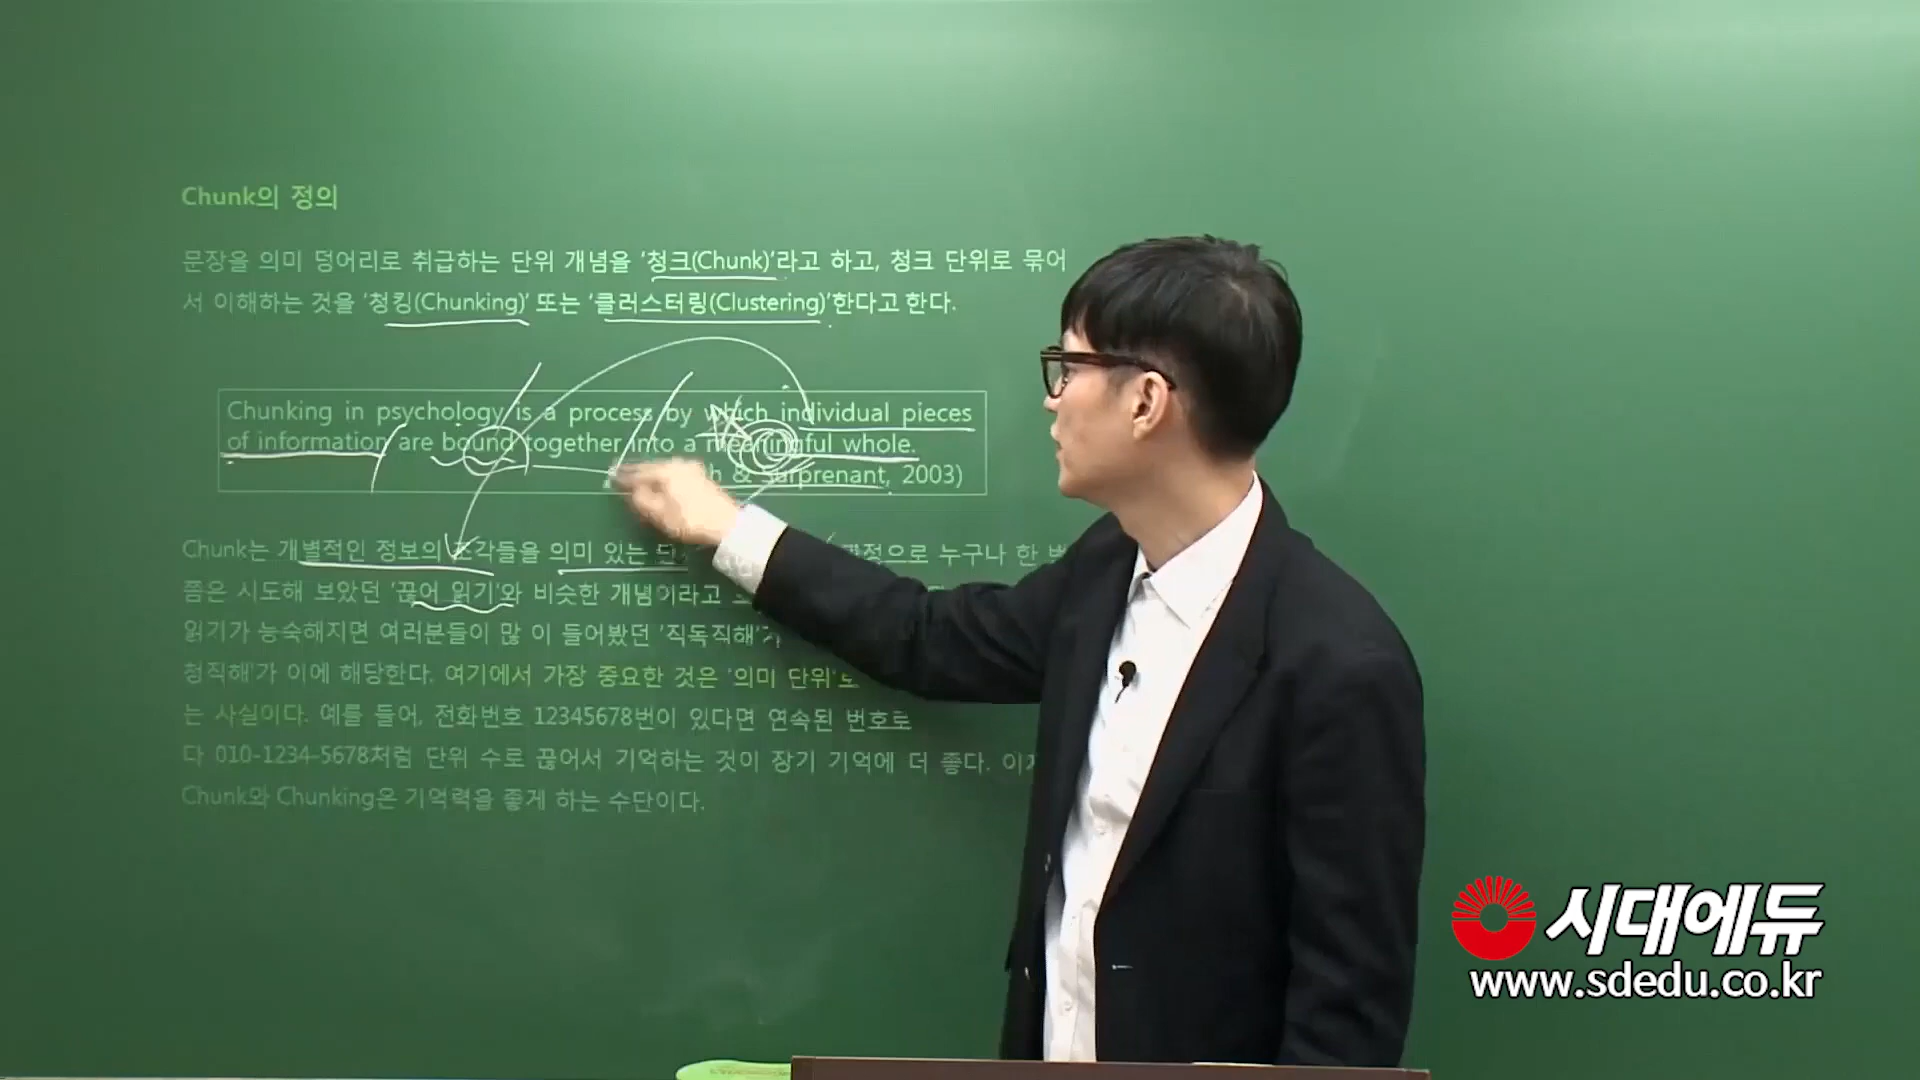 Chunk의 정의
문장을 의미 덩어리로 취급하는 단위 개념을 '청크(Chunk)'라고 하고, 청크 단위로 묶어
서 이해하는 것을 '청킹(Chunking)' 또는 '클러스터링(Clustering)'한다고 한다.
Chunking in psychology is a process by which individual pieces
of information are bound together into a meaningful whole.
& Surprenant, 2003)
Chunk는 개별적인 정보의 조각들을 의미 있는 과정으로 누구나 한
쯤은 시도해 보았던 '끊어 읽기'와 비슷한 개념이라고
읽기가 능숙해지면 여러분들이 많 이 들어봤던 '직독직해'가
청직해'가 이에 해당한다. 여기에서 가장 중요한 것은 '의미 단위'로
는 사실이다. 예를 들어, 전화번호 12345678번이 있다면 연속된 번호로
다 010-1234-5678처럼 단위 수로 끊어서 기억하는 것이 장기 기억에 더 좋다.
Chunk와 Chunking은 기억력을 좋게 하는 수단이다.
시대에듀
www.sdedu.co.kr